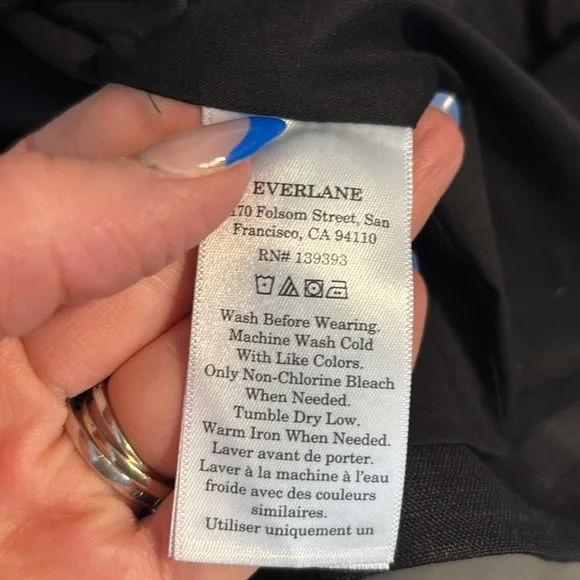 EVERLANE
70 Folsom Street, San
Francisco, CA 94110
RN# 139393
Wash Before Wearing.
Machine Wash Cold
With Like Colors.
Only Non-Chlorine Bleach
When Needed.
Tumble Dry Low.
Warm Iron When Needed.
Laver avant de porter.
Laver à la machine à l'eau
froide avec des couleurs
similaires.
Utiliser uniquement un